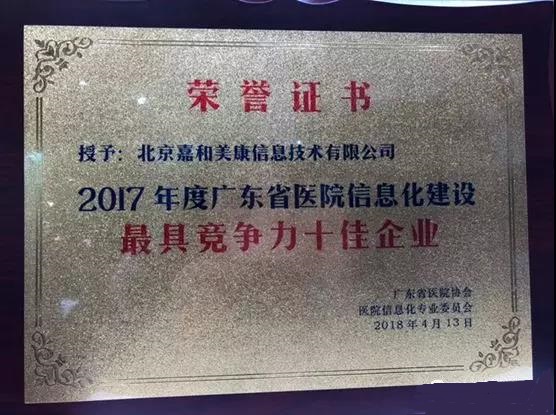 荣誉证书
授予：北京嘉和美康信息技术有限公司
2017年度广东省医院信息化建设
最具竞争力十佳企业
广东省医院协会
医院信息化专业委员会
2018年4月13日